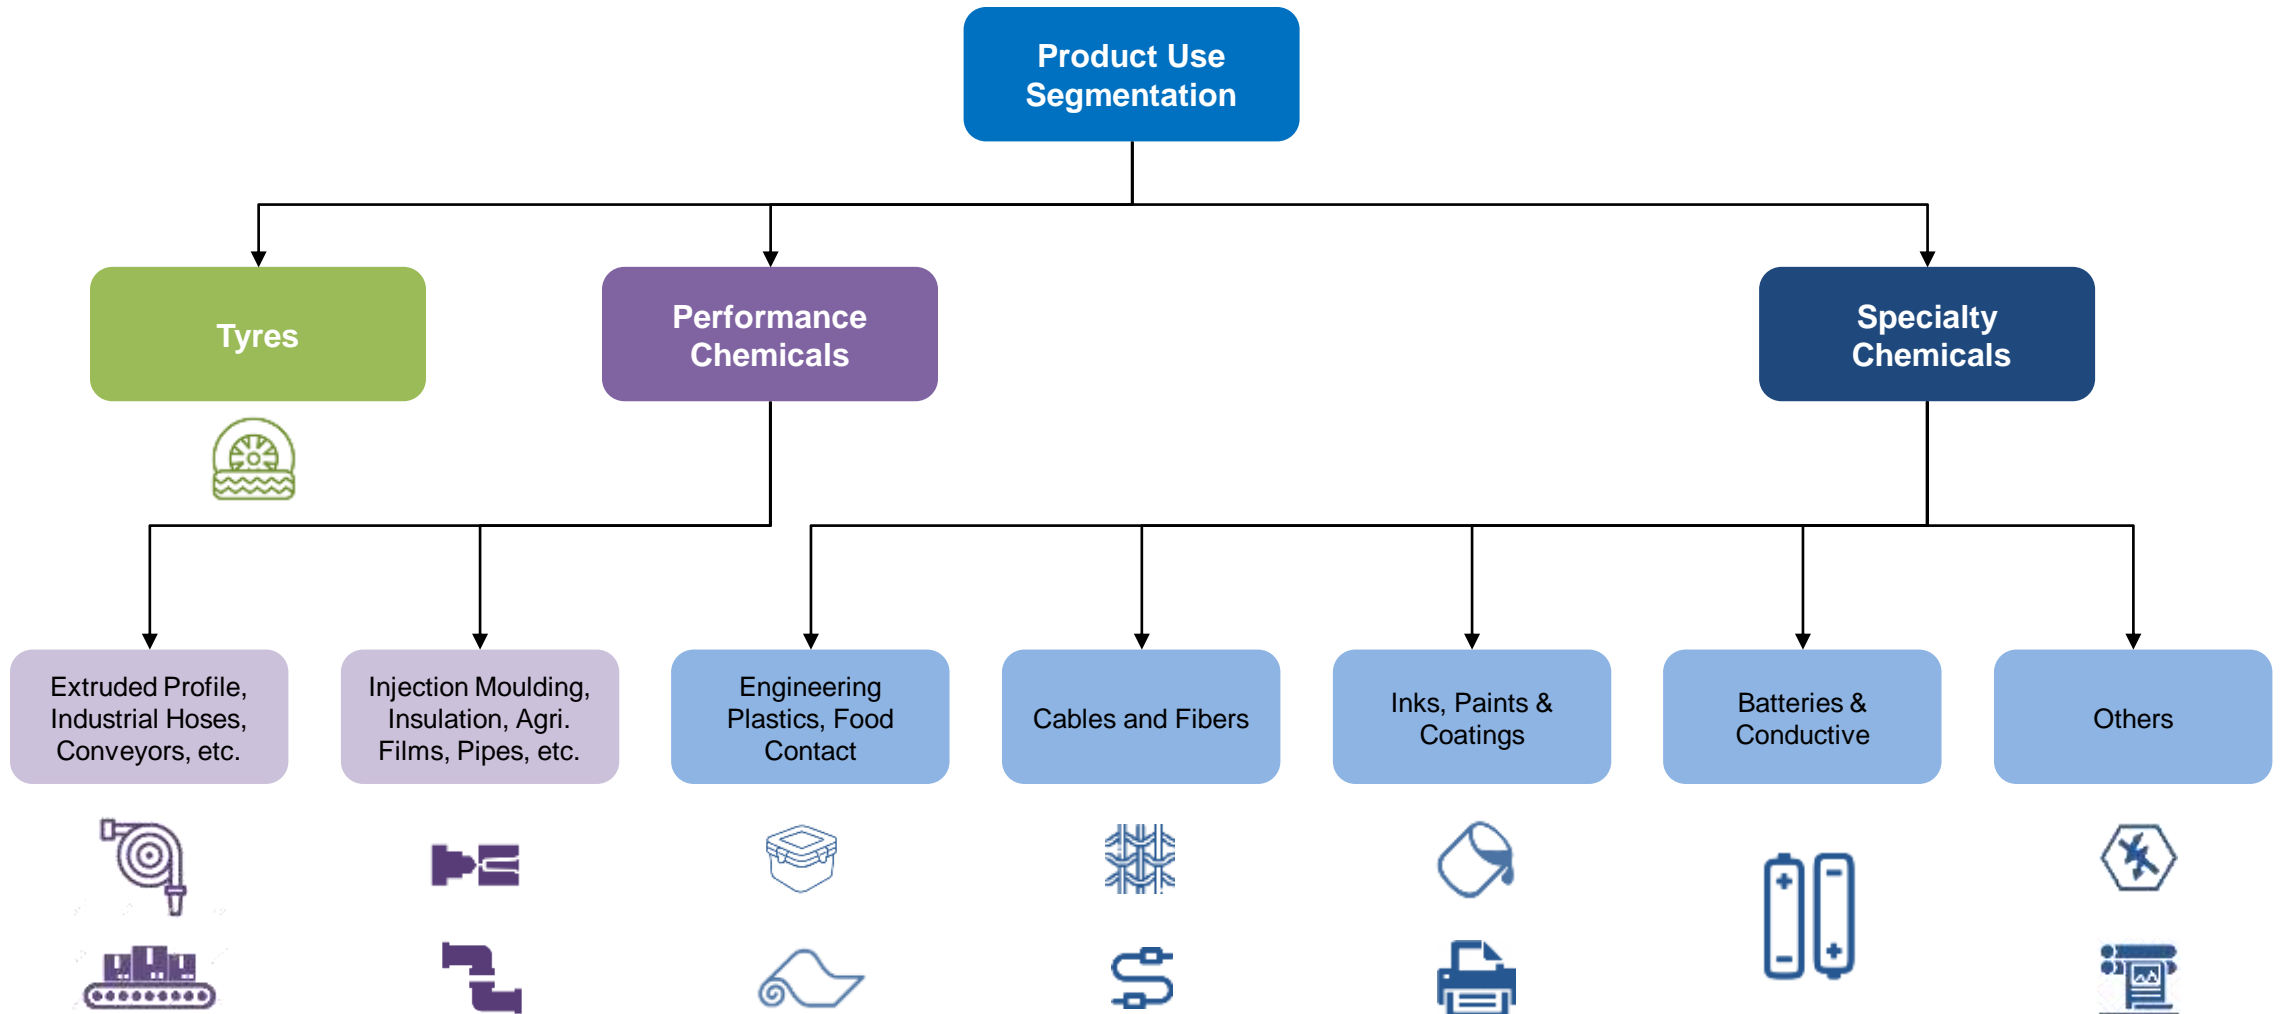 Product Use
Segmentation
Tyres
Performance
Chemicals
Specialty
Chemicals
Extruded Profile,
Industrial Hoses,
Conveyors, etc.
Injection Moulding,
Insulation, Agri.
Films, Pipes, etc.
Engineering
Plastics, Food
Contact
Cables and Fibers
Inks, Paints &
Coatings
Batteries &
Conductive
Others